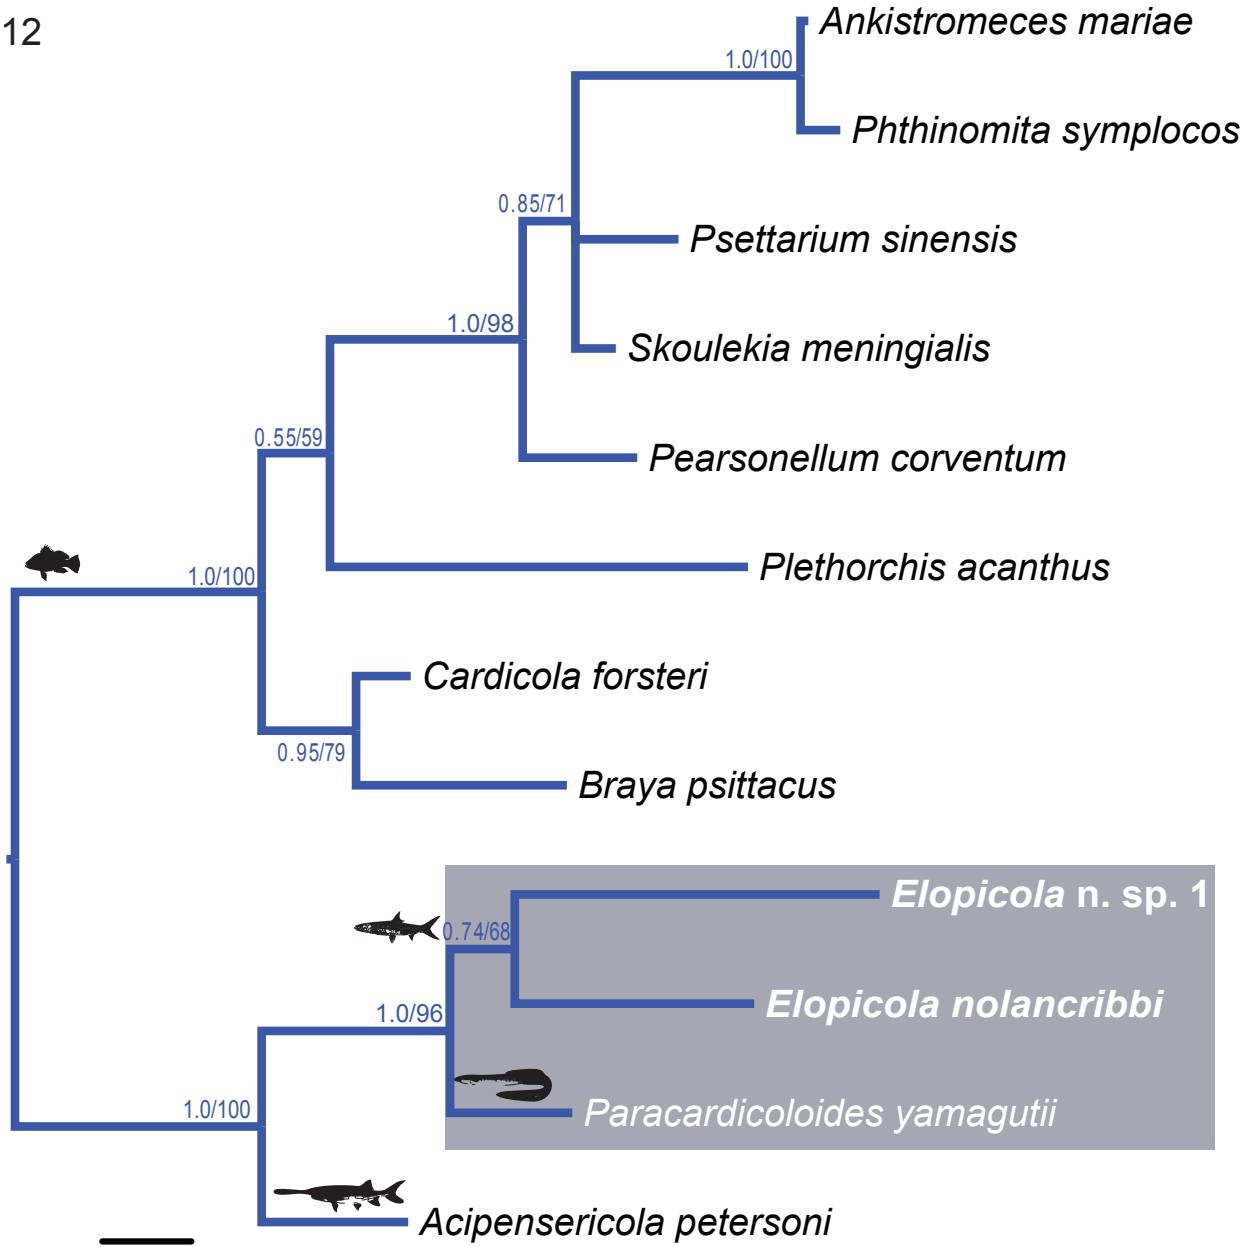 12
Ankistromeces mariae
1.0/100
Phthinomita symplocos
0.85/71
Psettarium sinensis
1.0/98
Skoulekia meningialis
0.55/59
Pearsonellum corventum
1.0/100
Plethorchis acanthus
Cardicola forsteri
0.95/79
Braya psittacus
Elopicola n. sp. 1
0.74/68
Elopicola nolancribbi
1.0/96
Paracardicoloides yamagutii
1.0/100
Acipensericola petersoni